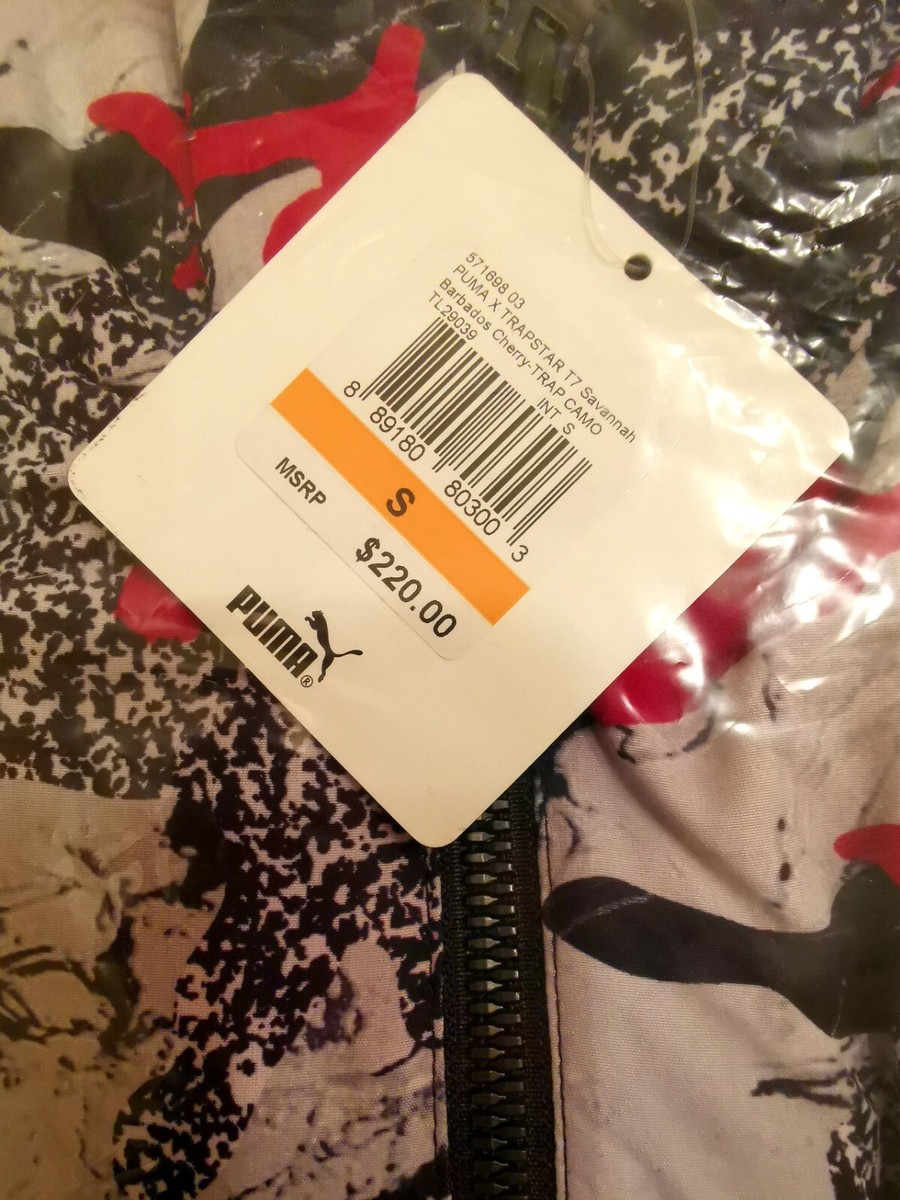 571698 03
PUMA X TRAPSTAR T7 Savannah
Barbados Cherry-TRAP CAMO
TL29039 INT S
8 89180 80300 3
S
MSRP $220.00
PUMA®